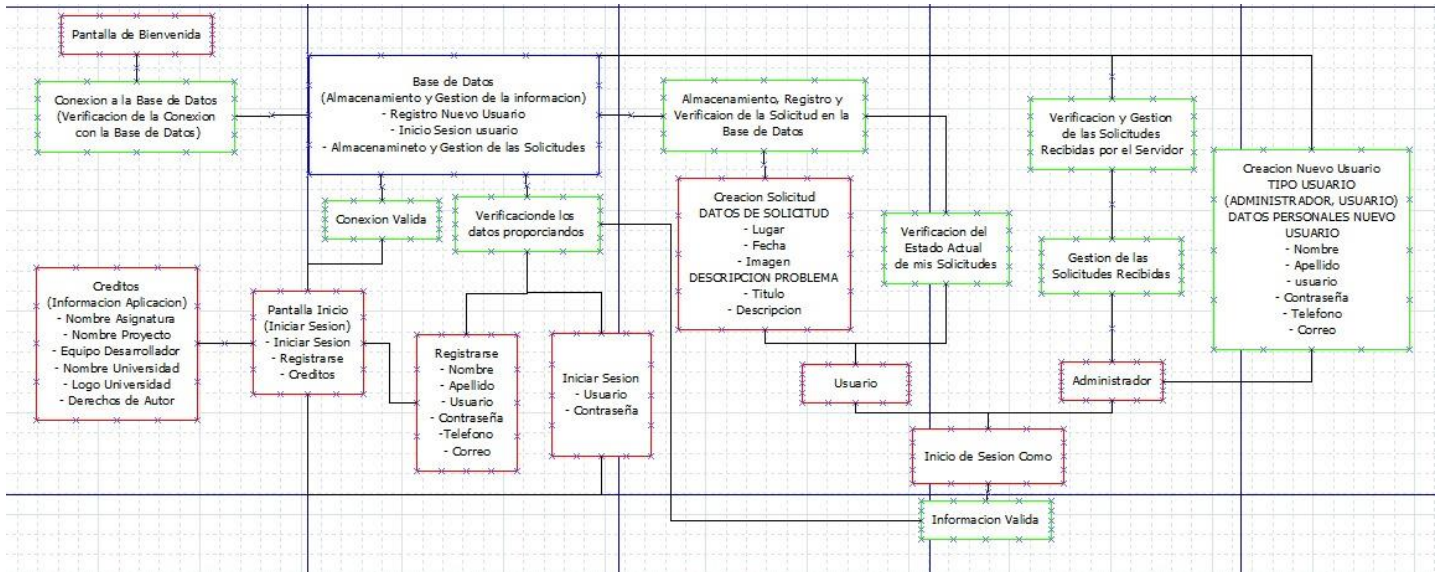 Pantalla de Bienvenida
Conexion a la Base de Datos
(Verificacion de la Conexion
con la Base de Datos)
Base de Datos
(Almacenamiento y Gestion de la informacion)
- Registro Nuevo Usuario
- Inicio Sesion usuario
- Almacenamineto y Gestion de las Solicitudes
Almacenamiento, Registro y
Verificaion de la Solicitud en la
Base de Datos
Verificacion y Gestion
de las Solicitudes
Recibidas por el Servidor
Creacion Nuevo Usuario
TIPO USUARIO
(ADMINISTRADOR, USUARIO)
DATOS PERSONALES NUEVO
USUARIO
- Nombre
- Apellido
- usuario
- Contraseña
- Telefono
- Correo
Conexion Valida
Verificacionde los
datos proporciandos
Creacion Solicitud
DATOS DE SOLICITUD
- Lugar
- Fecha
- Imagen
DESCRIPCION PROBLEMA
- Titulo
- Descripcion
Verificacion del
Estado Actual
de mis Solicitudes
Gestion de las
Solicitudes Recibidas
Creditos
(Informacion Aplicacion)
- Nombre Asignatura
- Nombre Proyecto
- Equipo Desarrollador
- Nombre Universidad
- Logo Universidad
- Derechos de Autor
Pantalla Inicio
(Iniciar Sesion)
- Iniciar Sesion
- Registrarse
- Creditos
Registrarse
- Nombre
- Apellido
- Usuario
- Contraseña
-Telefono
- Correo
Iniciar Sesion
- Usuario
- Contraseña
Usuario
Administrador
Inicio de Sesion Como
Informacion Valida